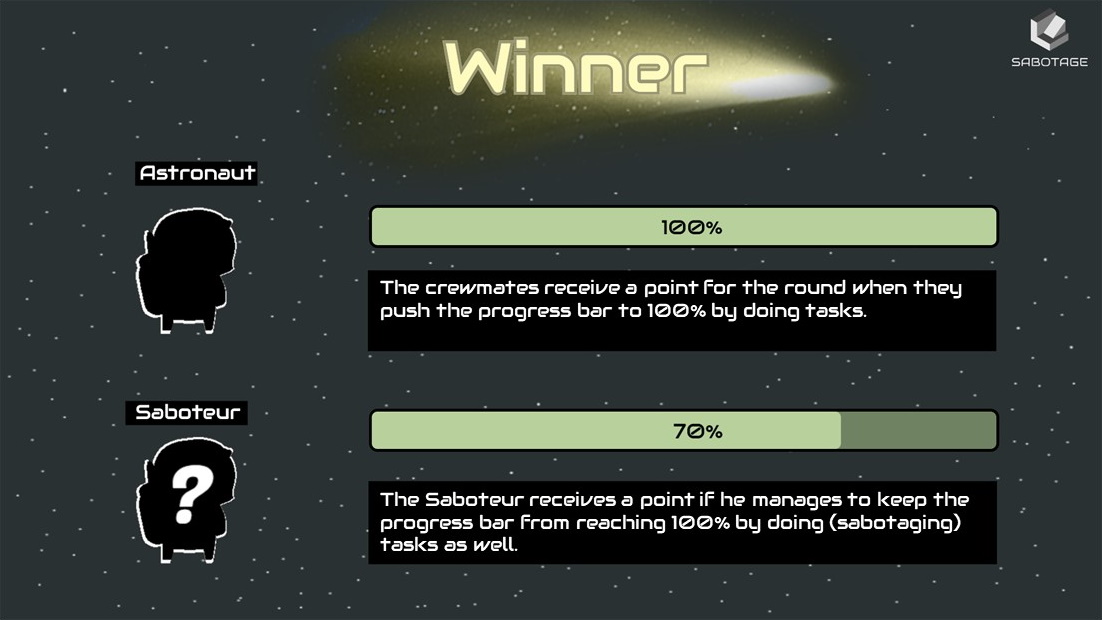 Winner
SABOTAGE
Astronaut
100%
The crewmates receive a point for the round when they
push the progress bar to 100% by doing tasks.
Saboteur
?
70%
The Saboteur receives a point if he manages to keep the
progress bar from reaching 100% by doing (sabotaging)
tasks as well.